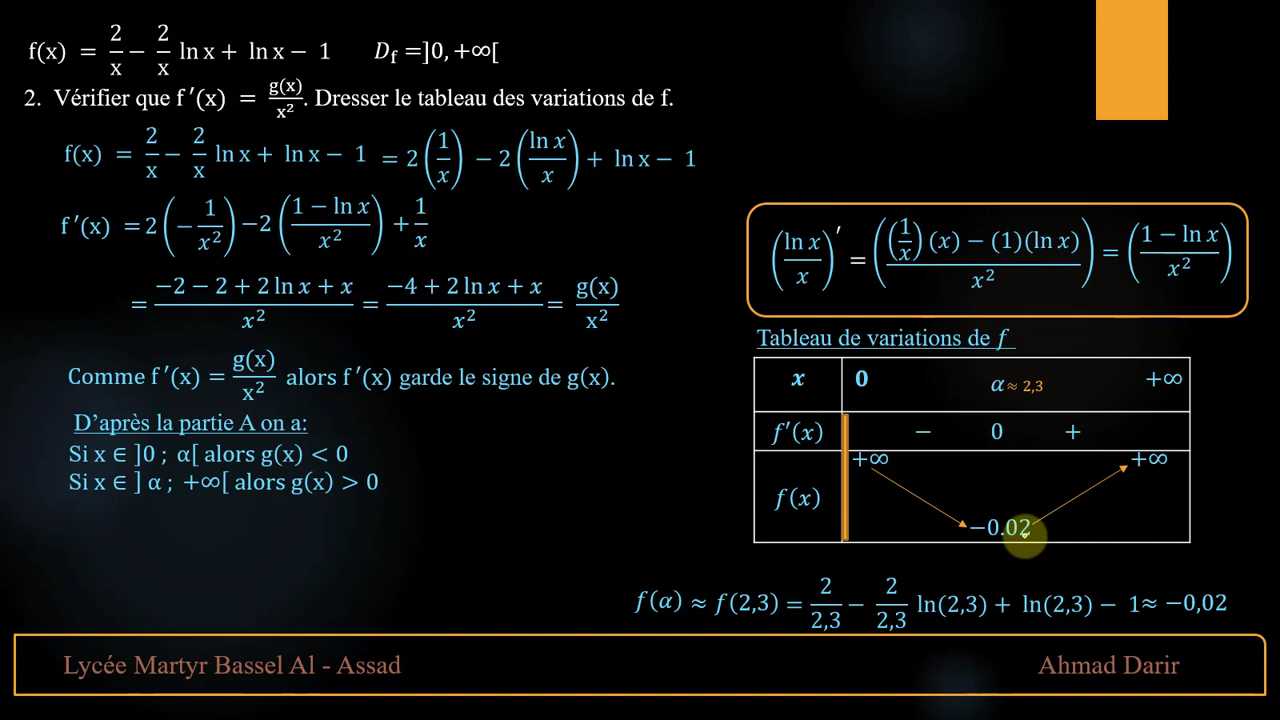 f(x) = 2/x − 2/x ln x + ln x − 1 D_f =]0, +∞[
2. Vérifier que f ′(x) = g(x)/x². Dresser le tableau des variations de f.
f(x) = 2/x − 2/x ln x + ln x − 1 = 2(1/x) − 2(ln x/x) + ln x − 1
f ′(x) = 2(−1/x²) −2((1 − ln x)/x²) + 1/x
= (−2 − 2 + 2 ln x + x)/x² = (−4 + 2 ln x + x)/x² = g(x)/x²
Comme f ′(x) = g(x)/x² alors f ′(x) garde le signe de g(x).
D’après la partie A on a:
Si x ∈ ]0 ; α[ alors g(x) < 0
Si x ∈ ] α ; +∞[ alors g(x) > 0
(ln x/x)′ = (((1/x)(x) − (1)(ln x))/x²) = ((1 − ln x)/x²)
Tableau de variations de f
x 0 α ≈ 2,3 +∞
f′(x) − 0 +
+∞ +∞
f(x)
−0.02
f(α) ≈ f(2,3) = 2/2,3 − 2/2,3 ln(2,3) + ln(2,3) − 1≈ −0,02
Lycée Martyr Bassel Al - Assad Ahmad Darir